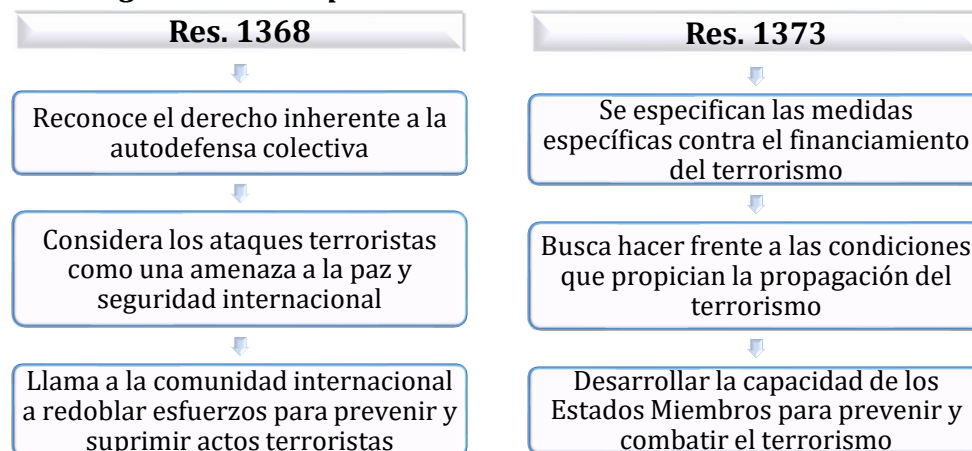 Res. 1368
Reconoce el derecho inherente a la
autodefensa colectiva
Considera los ataques terroristas
como una amenaza a la paz y
seguridad internacional
Llama a la comunidad internacional
a redoblar esfuerzos para prevenir y
suprimir actos terroristas
Res. 1373
Se especifican las medidas
específicas contra el financiamiento
del terrorismo
Busca hacer frente a las condiciones
que propician la propagación del
terrorismo
Desarrollar la capacidad de los
Estados Miembros para prevenir y
combatir el terrorismo